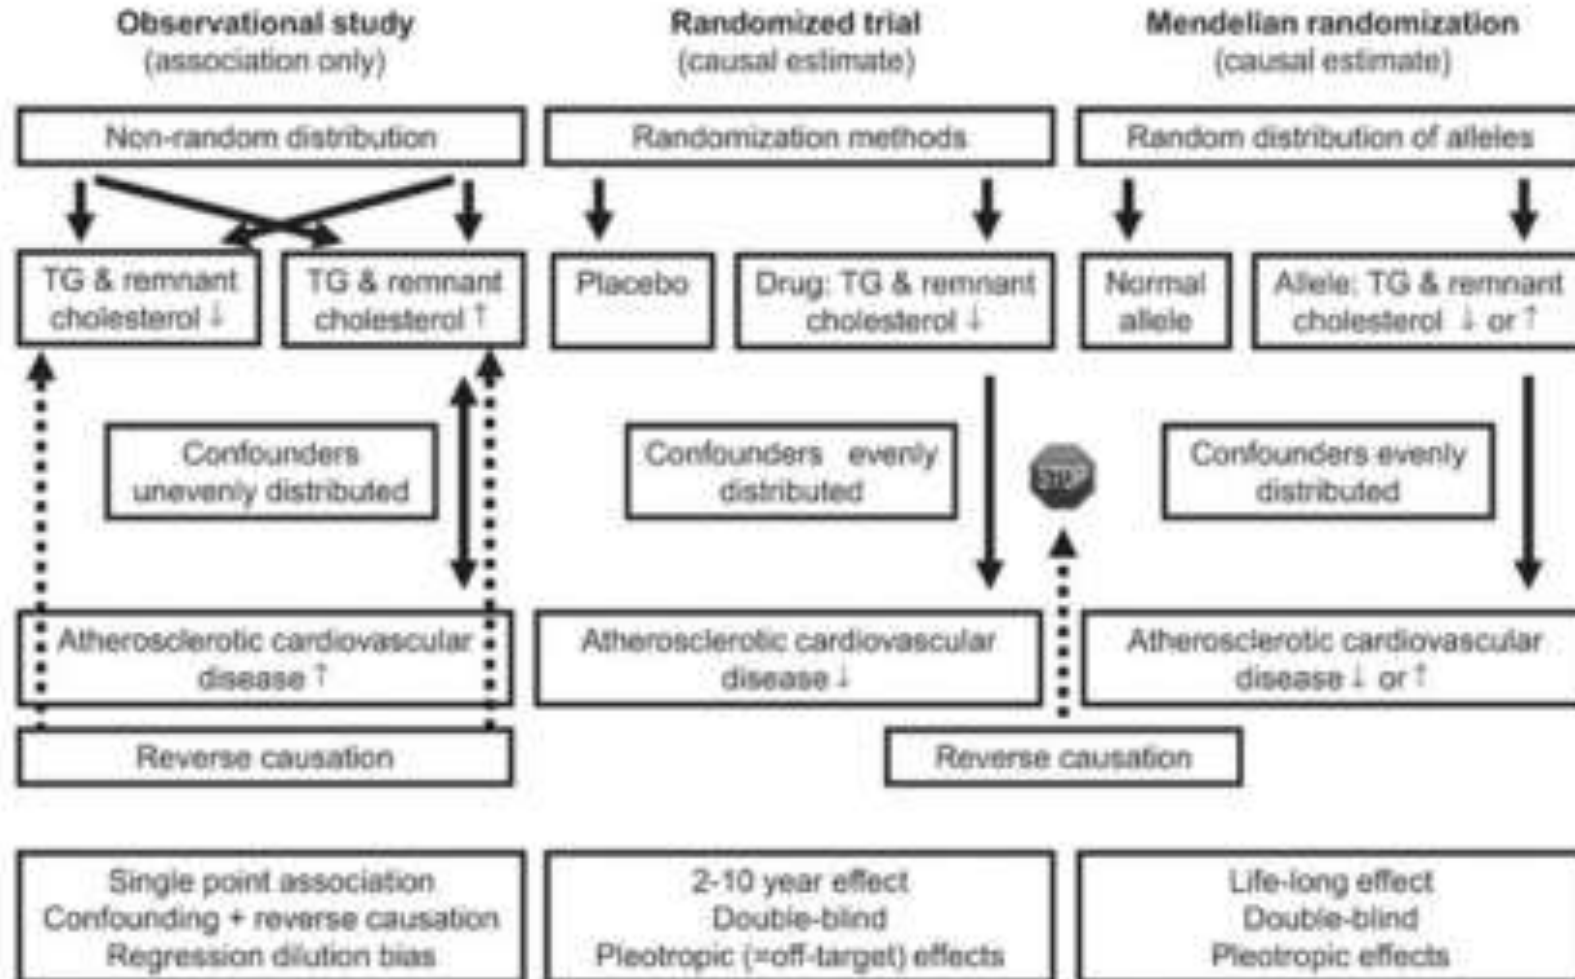 Observational study
(association only)
Randomized trial
(causal estimate)
Mendelian randomization
(causal estimate)
Non-random distribution
Randomization methods
Random distribution of alleles
TG & remnant
cholesterol ↓
TG & remnant
cholesterol ↑
Placebo
Drug: TG & remnant
cholesterol ↓
Normal
allele
Allele: TG & remnant
cholesterol ↓ or ↑
Confounders
unevenly distributed
Confounders evenly
distributed
STOP
Confounders evenly
distributed
Atherosclerotic cardiovascular
disease ↑
Atherosclerotic cardiovascular
disease ↓
Atherosclerotic cardiovascular
disease ↓ or ↑
Reverse causation
Reverse causation
Single point association
Confounding + reverse causation
Regression dilution bias
2-10 year effect
Double-blind
Pleotropic (=off-target) effects
Life-long effect
Double-blind
Pleotropic effects